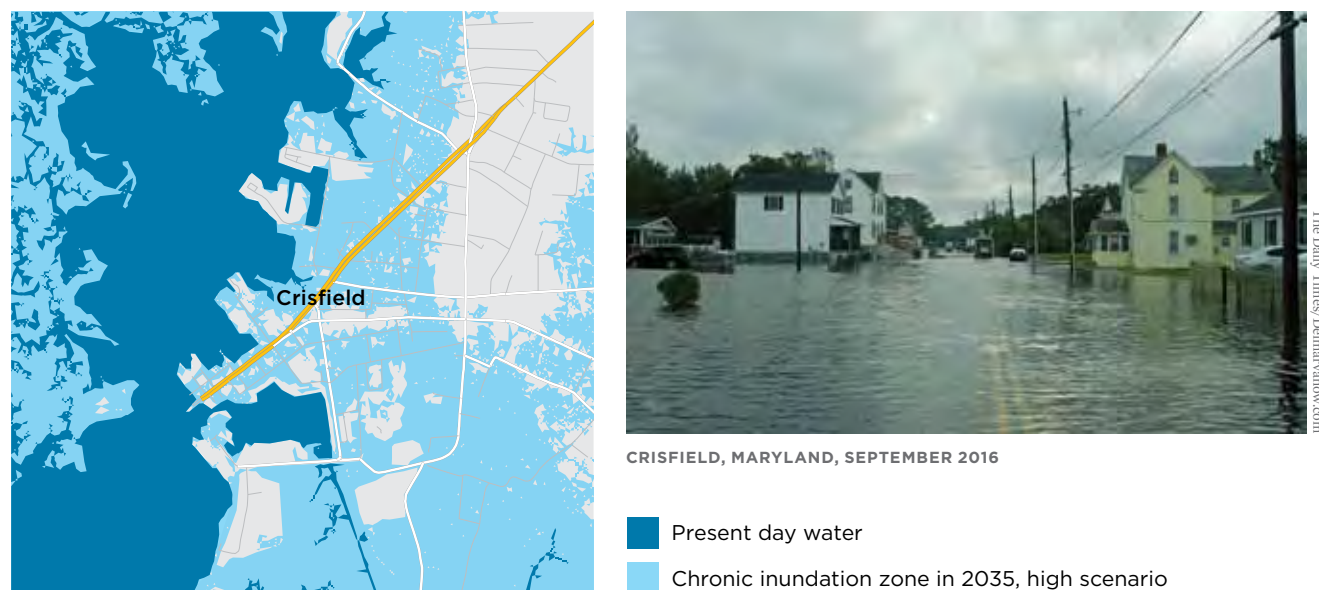 Crisfield
The Daily Times/Delmarvanow.com
CRISFIELD, MARYLAND, SEPTEMBER 2016
Present day water
Chronic inundation zone in 2035, high scenario